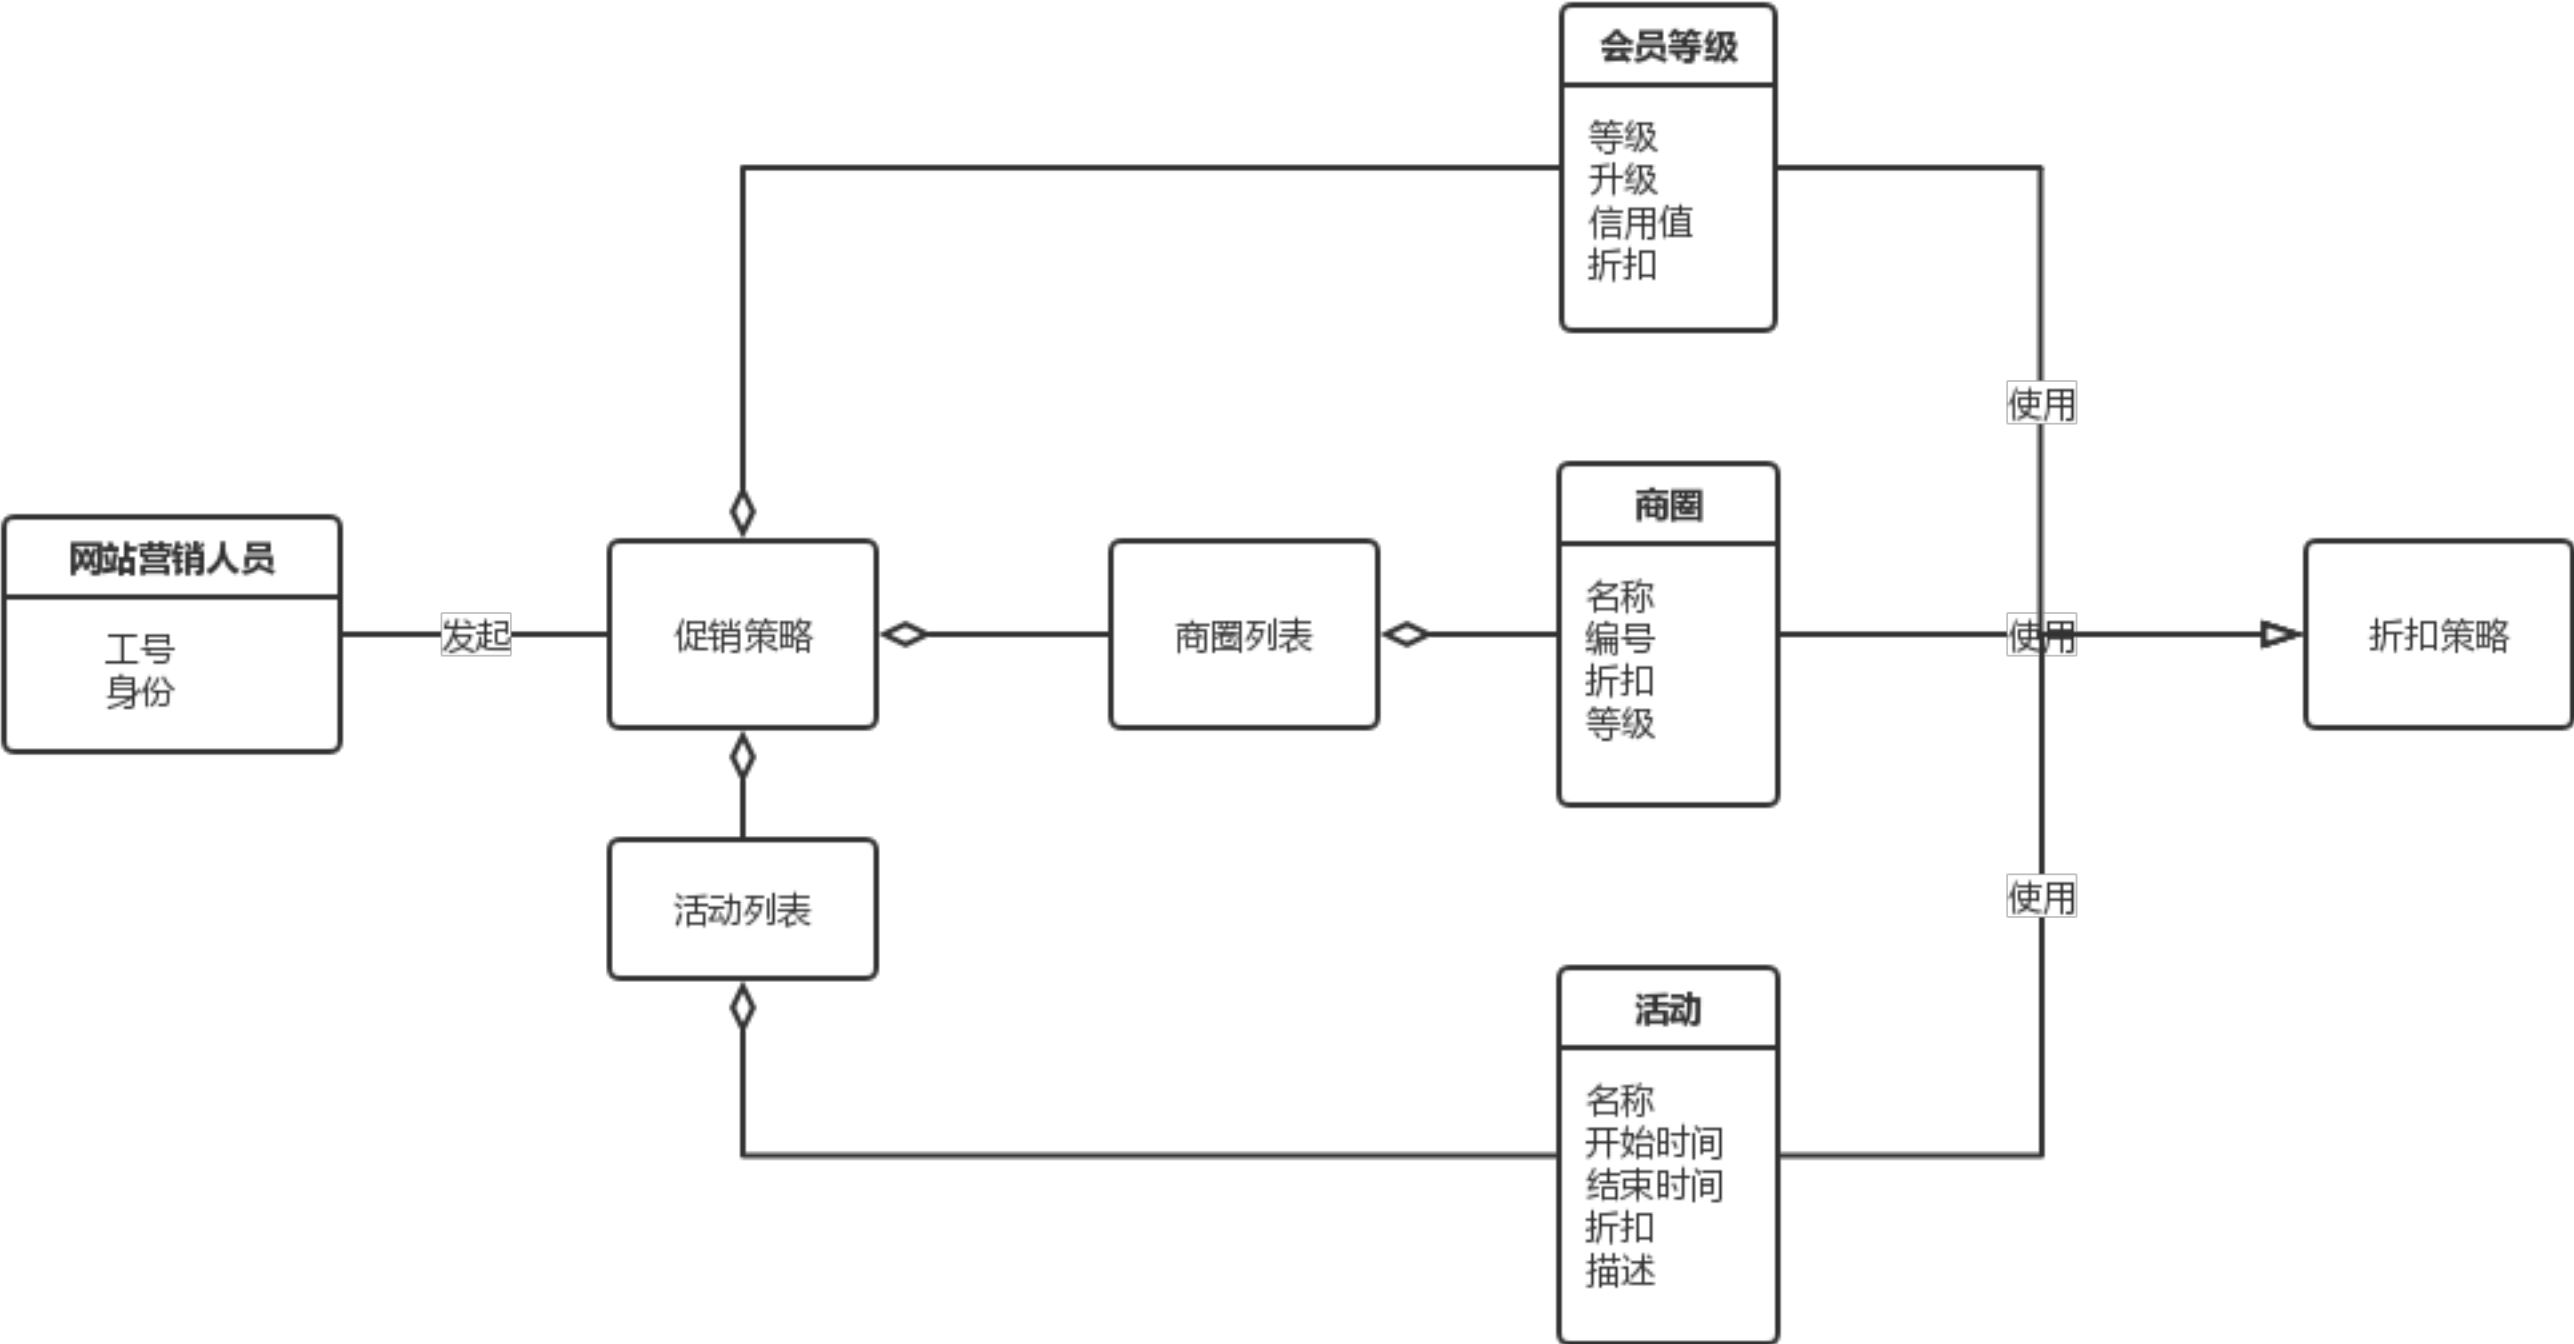 会员等级
等级
升级
信用值
折扣
使用
网站营销人员
工号
身份
发起
促销策略
商圈列表
商圈
名称
编号
折扣
等级
使用
折扣策略
活动列表
使用
活动
名称
开始时间
结束时间
折扣
描述